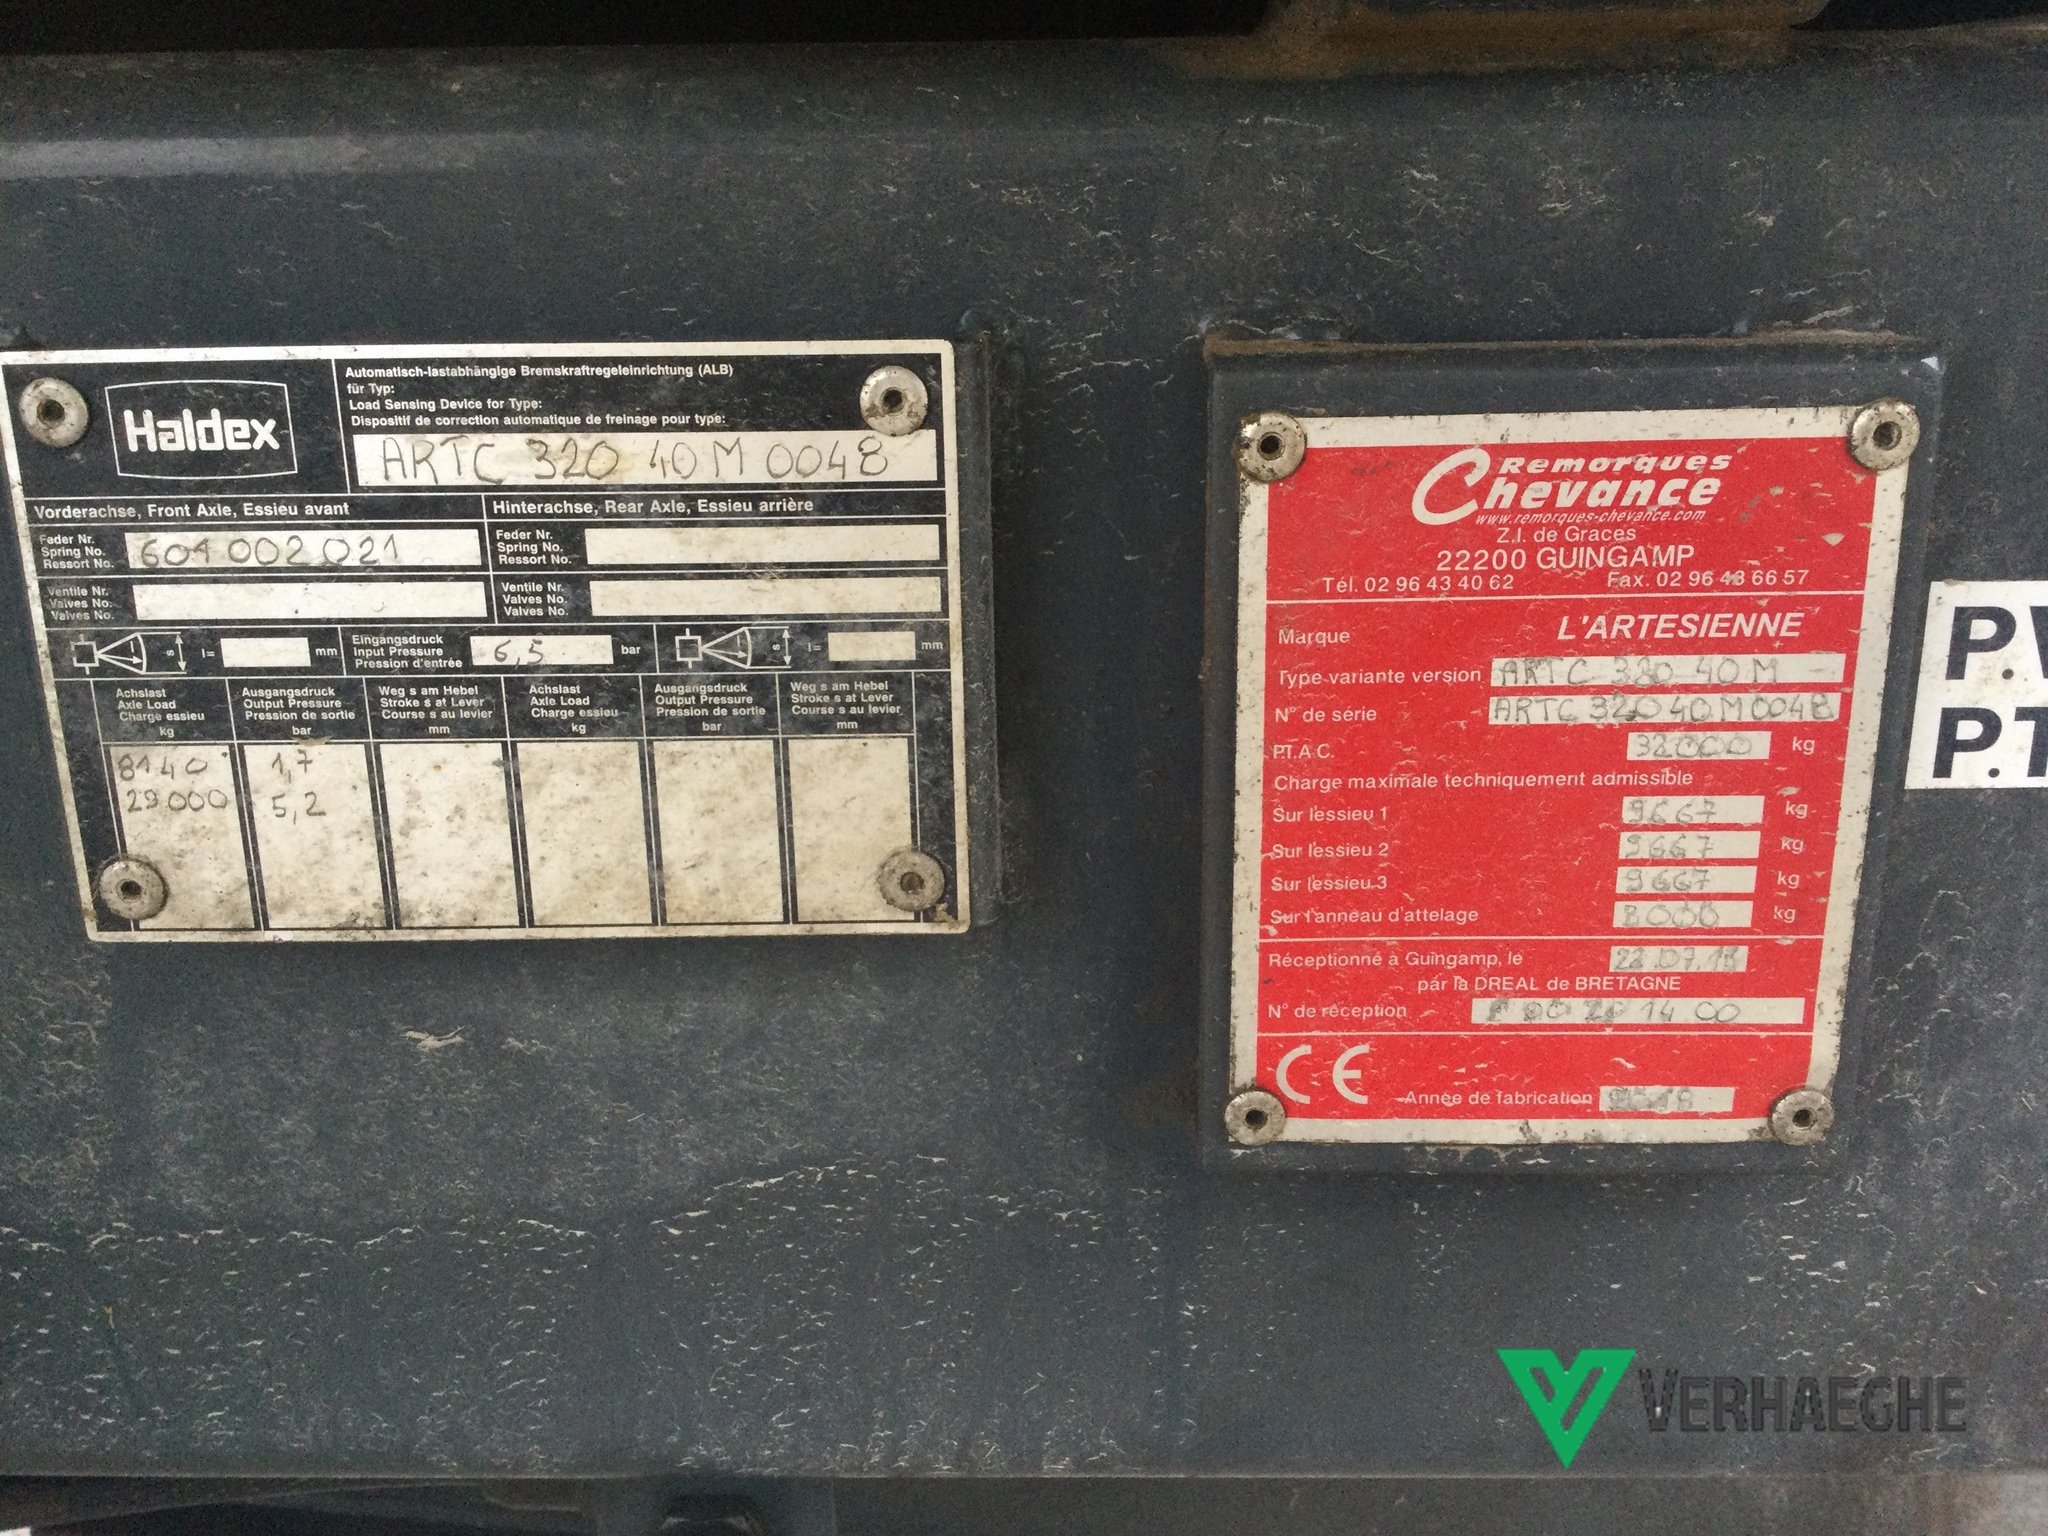 Haldex
Automatisch-lastabhängige Bremskraftregeleinrichtung (ALB)
für Typ:
Load Sensing Device for Type:
Dispositif de correction automatique de freinage pour type:
ARTC 320 40 M 0048
Vorderachse, Front Axle, Essieu avant
Hinterachse, Rear Axle, Essieu arrière
Feder Nr.
Spring No.
Ressort No.
601 002 021
Feder Nr.
Spring No.
Ressort No.
Ventile Nr.
Valves No.
Valves No.
Ventile Nr.
Valves No.
Valves No.
s
l=
mm
Eingangsdruck
Input Pressure
Pression d'entrée
6,5
bar
s
l=
mm
Achslast
Axle Load
Charge essieu
kg
Ausgangsdruck
Output Pressure
Pression de sortie
bar
Weg s am Hebel
Stroke s at Lever
Course s au levier
mm
Achslast
Axle Load
Charge essieu
kg
Ausgangsdruck
Output Pressure
Pression de sortie
bar
Weg s am Hebel
Stroke s at Lever
Course s au levier
mm
8140 1,7
29000 5,2
Remorques
Chevance
www.remorques-chevance.com
Z.I. de Graces
22200 GUINGAMP
Tél. 02 96 43 40 62 Fax. 02 96 43 66 57
Marque L'ARTESIENNE
Type variante version ARTC 320 40 M
N° de série ARTC 320 40 M 0048
P.T.A.C. 32000 kg
Charge maximale techniquement admissible
Sur l'essieu 1 9667 kg
Sur l'essieu 2 9667 kg
Sur l'essieu 3 9667 kg
Sur l'anneau d'attelage 3000 kg
Réceptionné à Guingamp, le
par la DREAL de BRETAGNE
N° de réception 14 00
CE
Année de fabrication
P.V
P.T
VERHAEGHE